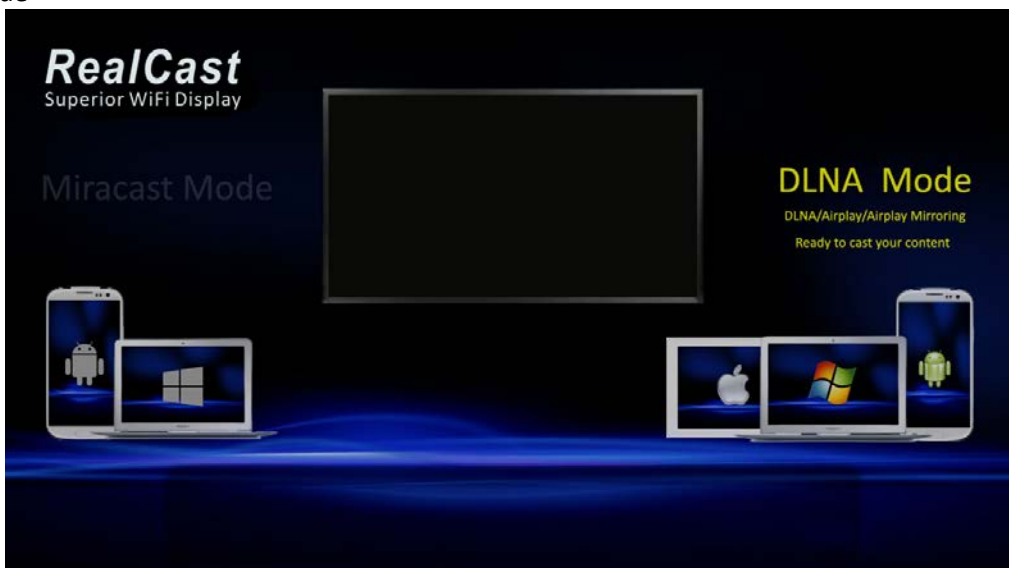 RealCast
Superior WiFi Display
Miracast Mode
DLNA Mode
DLNA/Airplay/Airplay Mirroring
Ready to cast your content